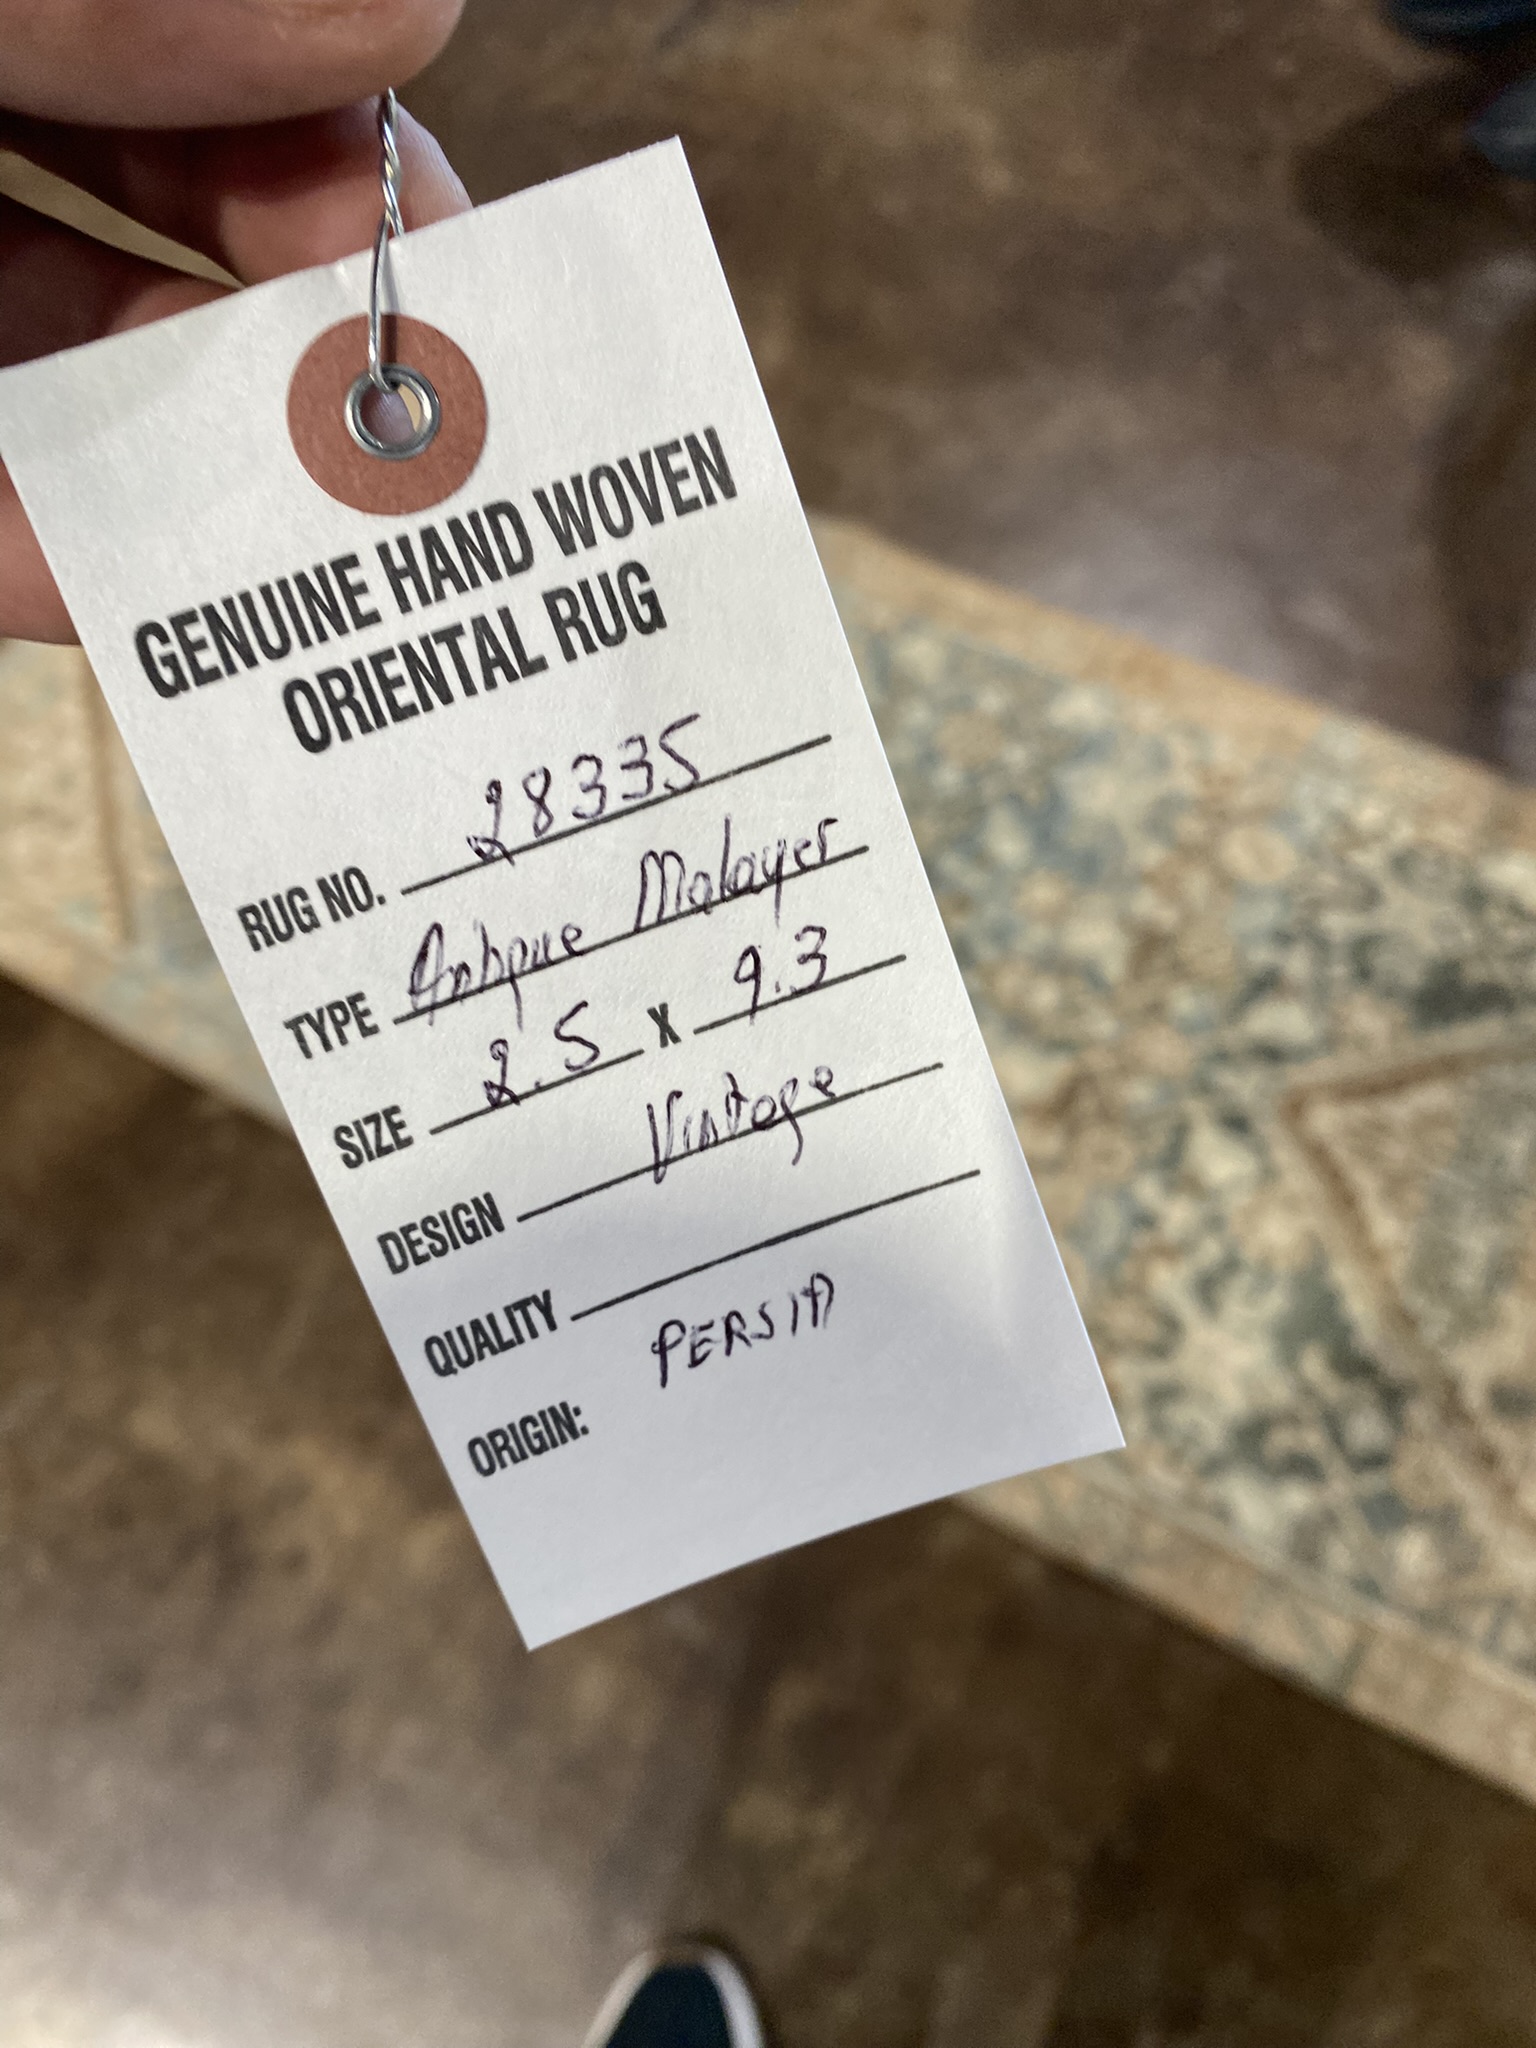 GENUINE HAND WOVEN
ORIENTAL RUG
RUG NO. 28335
TYPE Antique Malayer
SIZE 2.5 X 9.3
DESIGN Vintage
QUALITY
ORIGIN: PERSIA